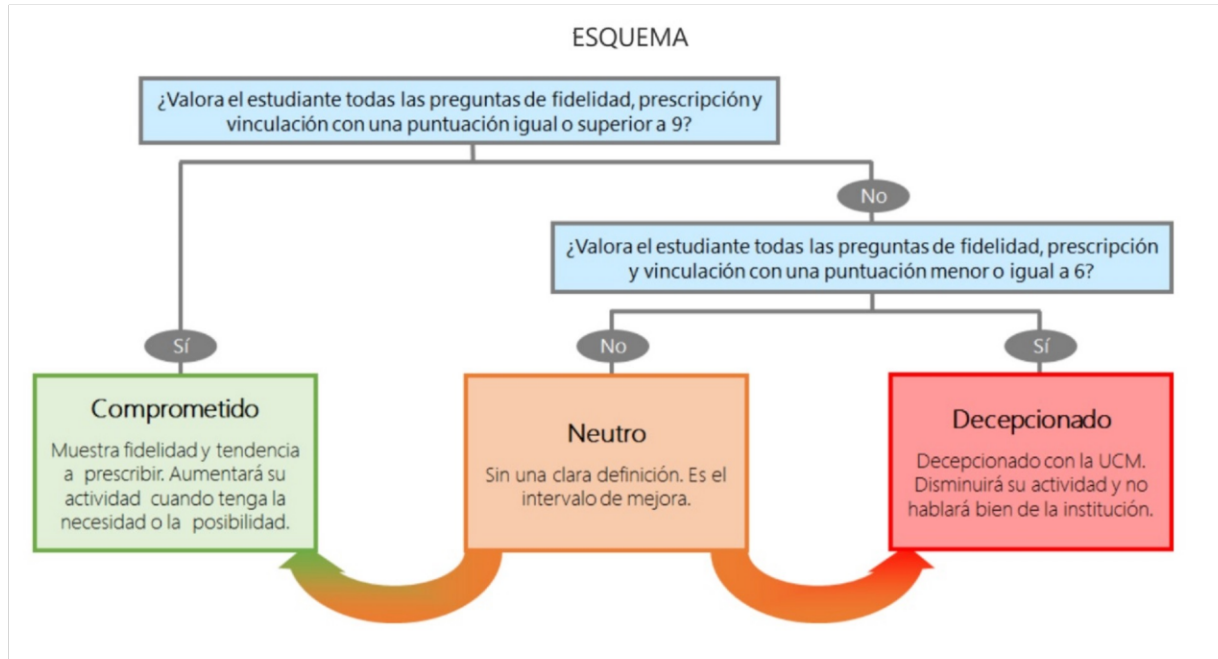 ESQUEMA
¿Valora el estudiante todas las preguntas de fidelidad, prescripción y
vinculación con una puntuación igual o superior a 9?
No
¿Valora el estudiante todas las preguntas de fidelidad, prescripción
y vinculación con una puntuación menor o igual a 6?
Sí
No
Sí
Comprometido
Muestra fidelidad y tendencia
a prescribir. Aumentará su
actividad cuando tenga la
necesidad o la posibilidad.
Neutro
Sin una clara definición. Es el
intervalo de mejora.
Decepcionado
Decepcionado con la UCM.
Disminuirá su actividad y no
hablará bien de la institución.